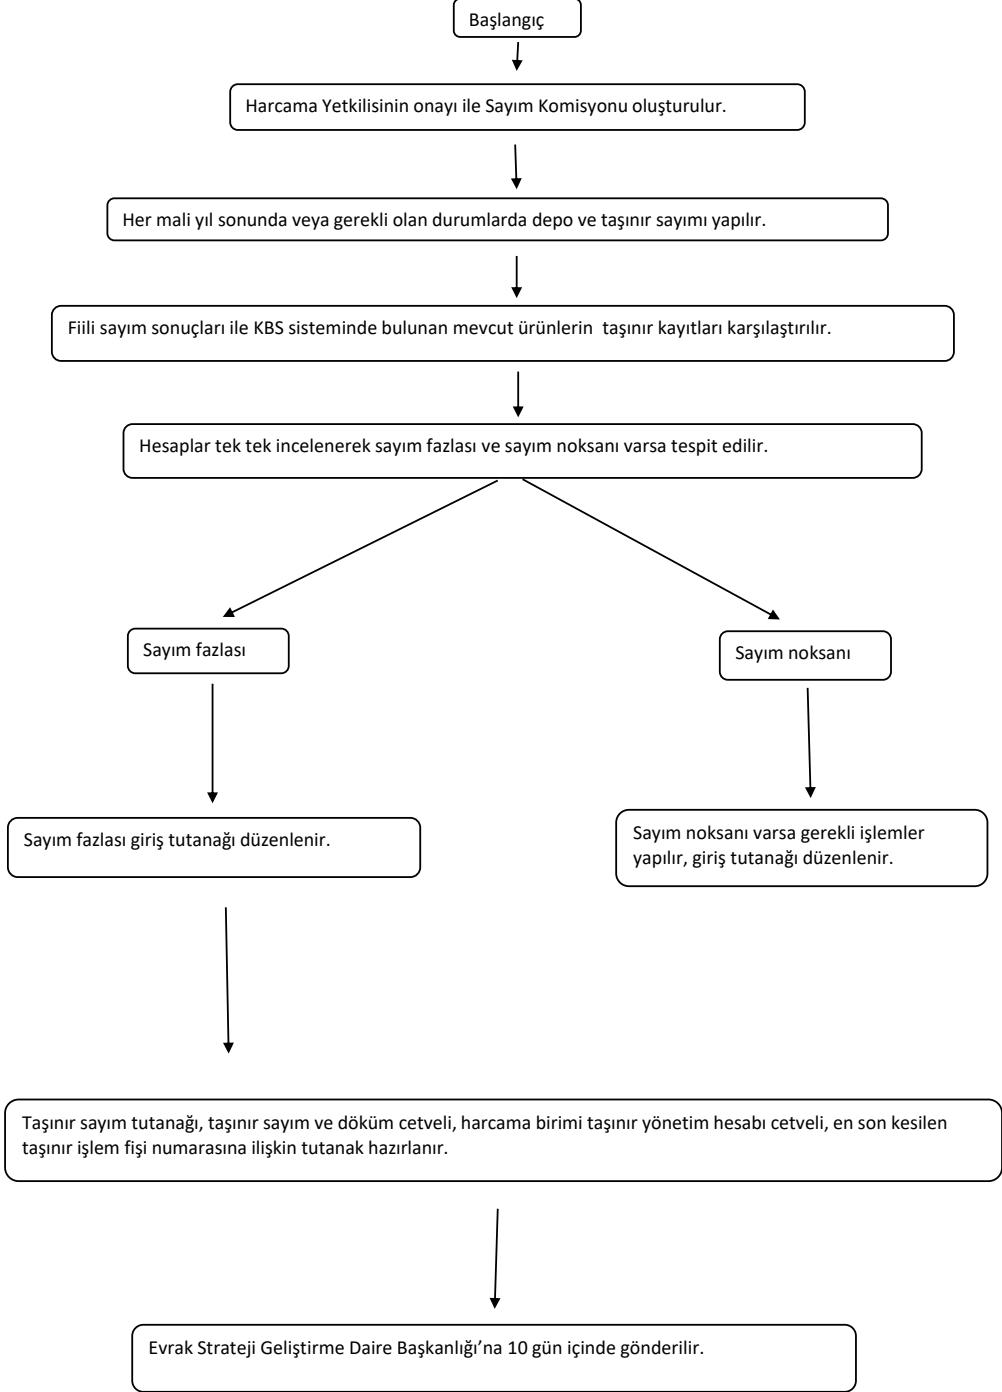 Başlangıç
Harcama Yetkilisinin onayı ile Sayım Komisyonu oluşturulur.
Her mali yıl sonunda veya gerekli olan durumlarda depo ve taşınır sayımı yapılır.
Fiili sayım sonuçları ile KBS sisteminde bulunan mevcut ürünlerin taşınır kayıtları karşılaştırılır.
Hesaplar tek tek incelenerek sayım fazlası ve sayım noksanı varsa tespit edilir.
Sayım fazlası
Sayım noksanı
Sayım fazlası giriş tutanağı düzenlenir.
Sayım noksanı varsa gerekli işlemler
yapılır, giriş tutanağı düzenlenir.
Taşınır sayım tutanağı, taşınır sayım ve döküm cetveli, harcama birimi taşınır yönetim hesabı cetveli, en son kesilen
taşınır işlem fişi numarasına ilişkin tutanak hazırlanır.
Evrak Strateji Geliştirme Daire Başkanlığı’na 10 gün içinde gönderilir.